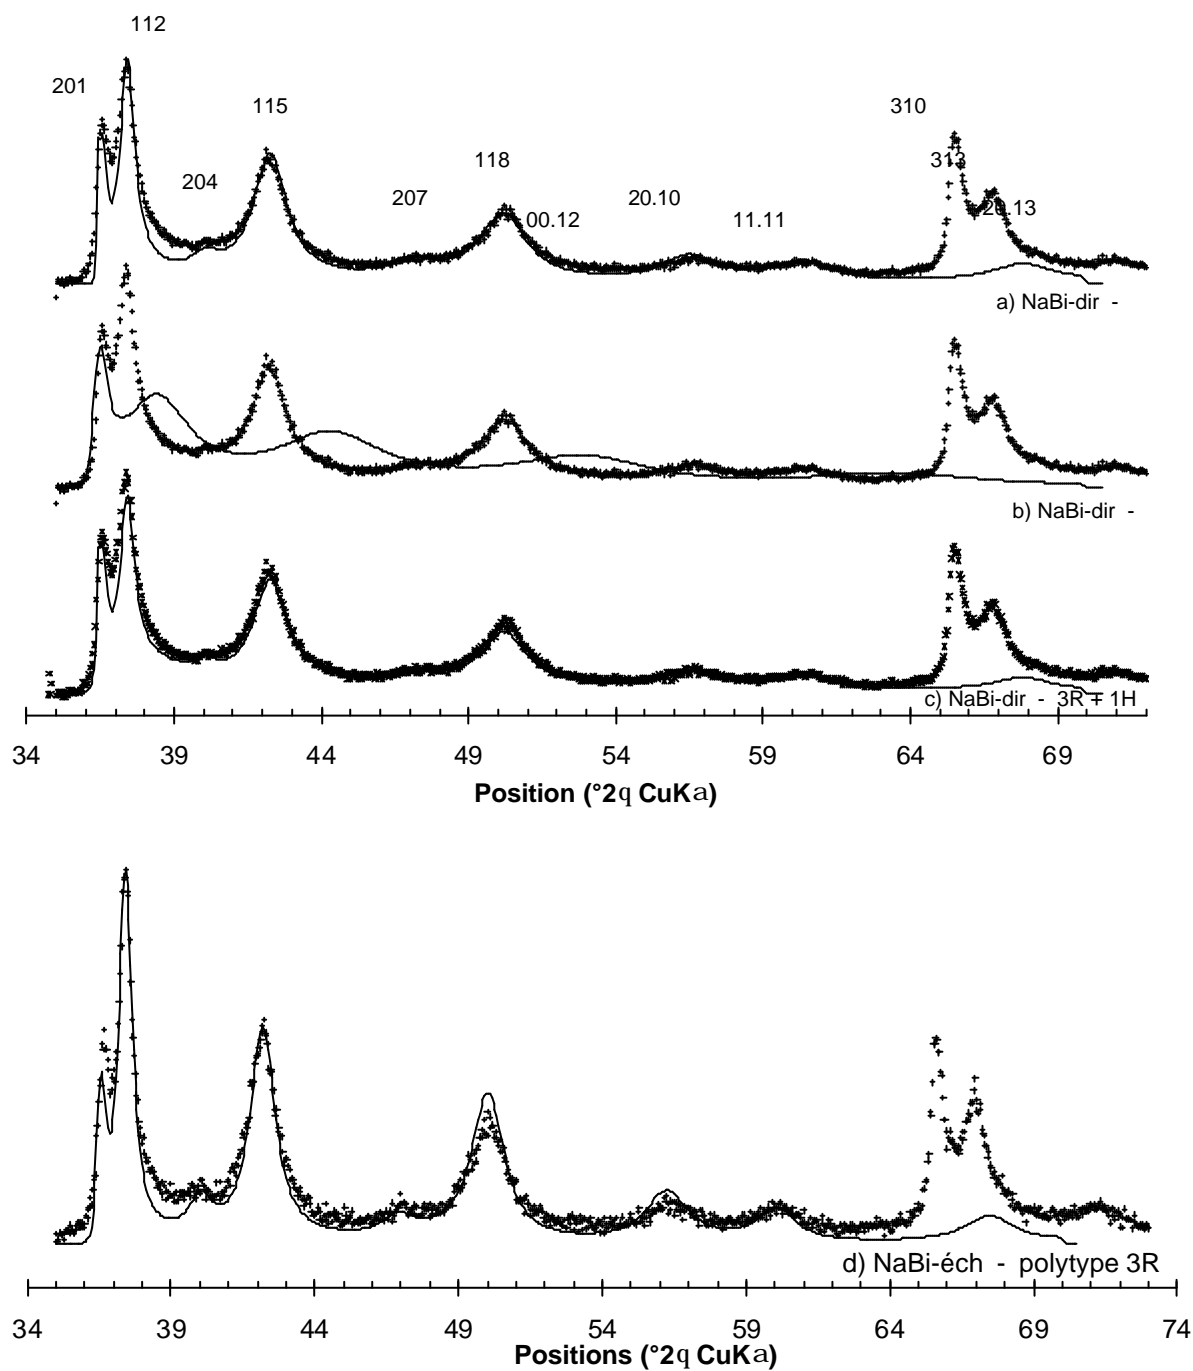 112
201
115
310
118
313
204
207
20.10
00.12
11.11
20.13
a) NaBi-dir -
b) NaBi-dir -
c) NaBi-dir - 3R + 1H
34 39 44 49 54 59 64 69
Position (°2q CuKa)
d) NaBi-éch - polytype 3R
34 39 44 49 54 59 64 69 74
Positions (°2q CuKa)